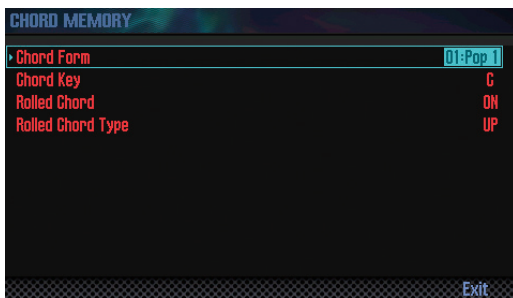 CHORD MEMORY
Chord Form 01:Pop 1
Chord Key C
Rolled Chord ON
Rolled Chord Type UP
Exit